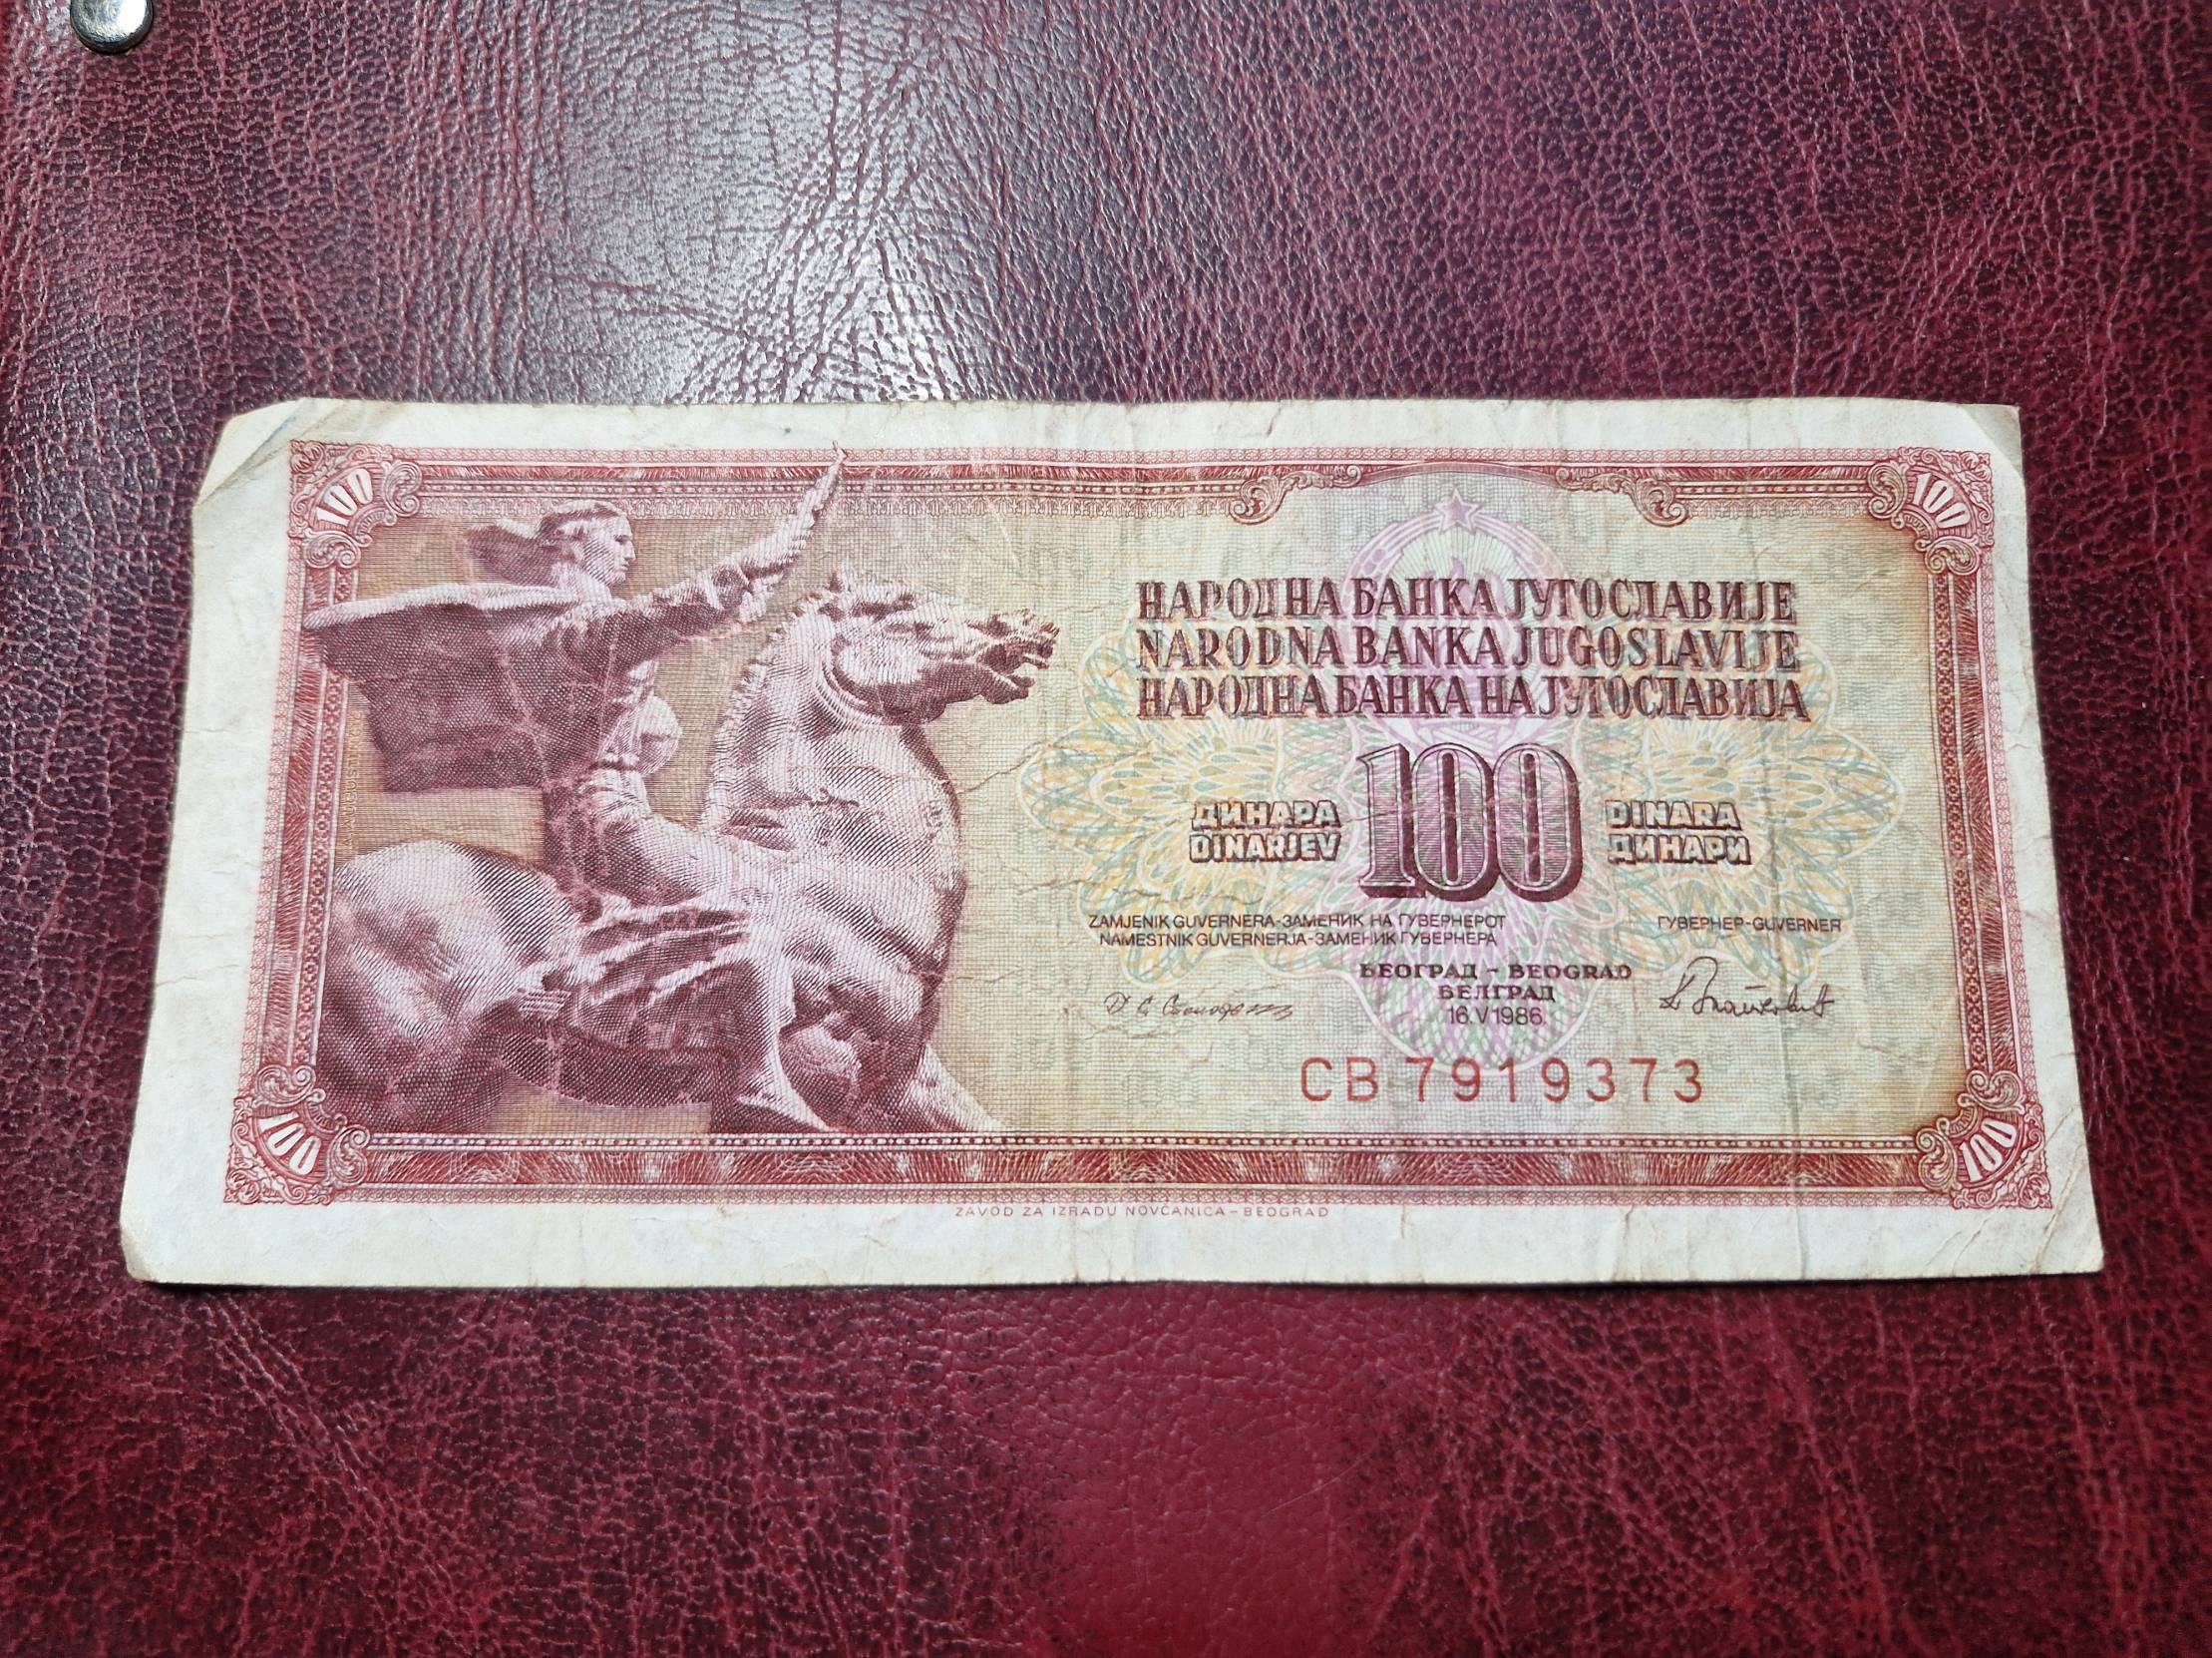 100
100
НАРОДНА БАНКА ЈУГОСЛАВИЈЕ
NARODNA BANKA JUGOSLAVIJE
НАРОДНА БАНКА НА ЈУГОСЛАВИЈА
ДИНАРА 100 DINARA
DINARJEV ДИНАРИ
ZAMJENIK GUVERNERA-ЗАМЕНИК НА ГУВЕРНЕРОТ ГУВЕРНЕР-GUVERNER
NAMESTNIK GUVERNERJA-ЗАМЕНИК ГУВЕРНЕРА
БЕОГРАД - BEOGRAD
БЕЛГРАД
16.V 1986.
CB 7919373
100
100
ZAVOD ZA IZRADU NOVČANICA - BEOGRAD